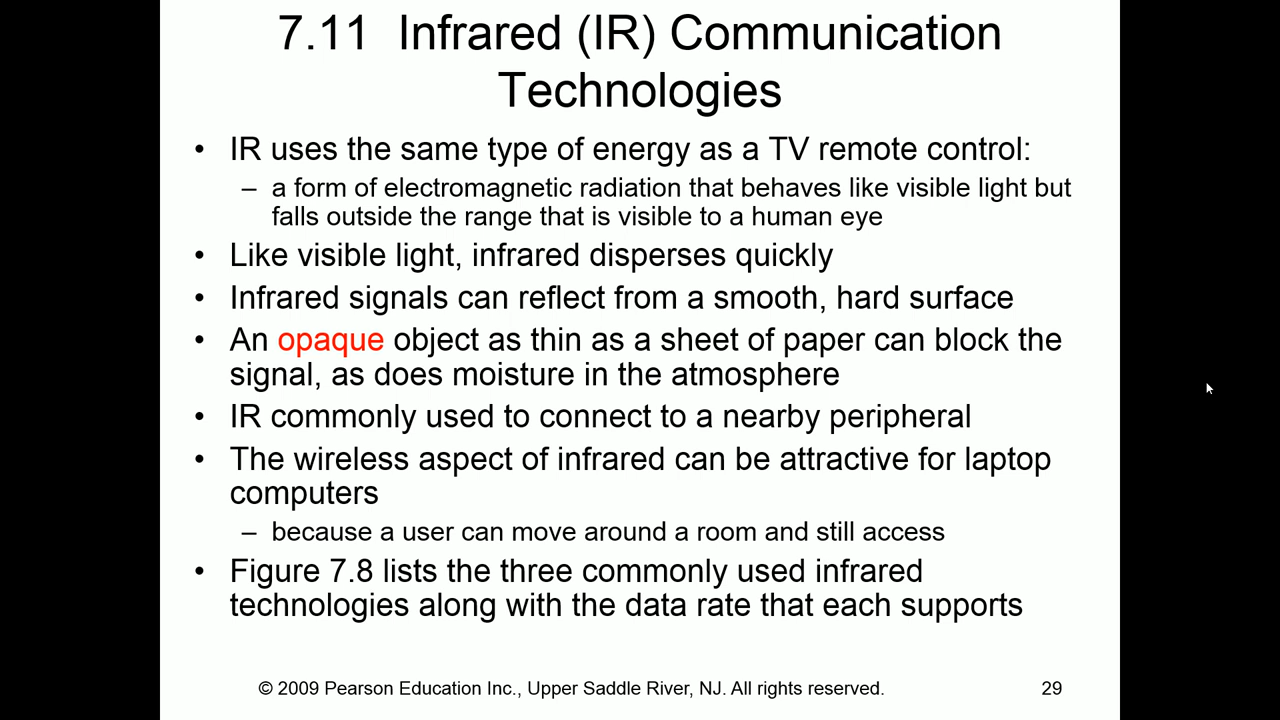 7.11 Infrared (IR) Communication
Technologies
• IR uses the same type of energy as a TV remote control:
– a form of electromagnetic radiation that behaves like visible light but
falls outside the range that is visible to a human eye
• Like visible light, infrared disperses quickly
• Infrared signals can reflect from a smooth, hard surface
• An opaque object as thin as a sheet of paper can block the
signal, as does moisture in the atmosphere
• IR commonly used to connect to a nearby peripheral
• The wireless aspect of infrared can be attractive for laptop
computers
– because a user can move around a room and still access
• Figure 7.8 lists the three commonly used infrared
technologies along with the data rate that each supports
© 2009 Pearson Education Inc., Upper Saddle River, NJ. All rights reserved.
29